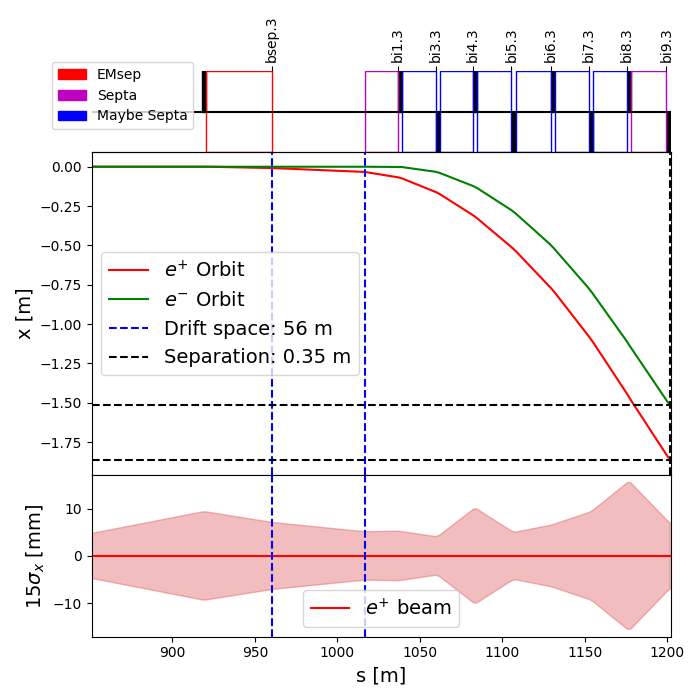 bsep.3
bi1.3
bi3.3
bi4.3
bi5.3
bi6.3
bi7.3
bi8.3
bi9.3
EMsep
Septa
Maybe Septa
0.00
−0.25
−0.50
−0.75
−1.00
−1.25
−1.50
−1.75
x [m]
e⁺ Orbit
e⁻ Orbit
Drift space: 56 m
Separation: 0.35 m
10
0
−10
15σₓ [mm]
e⁺ beam
900
950
1000
1050
1100
1150
1200
s [m]